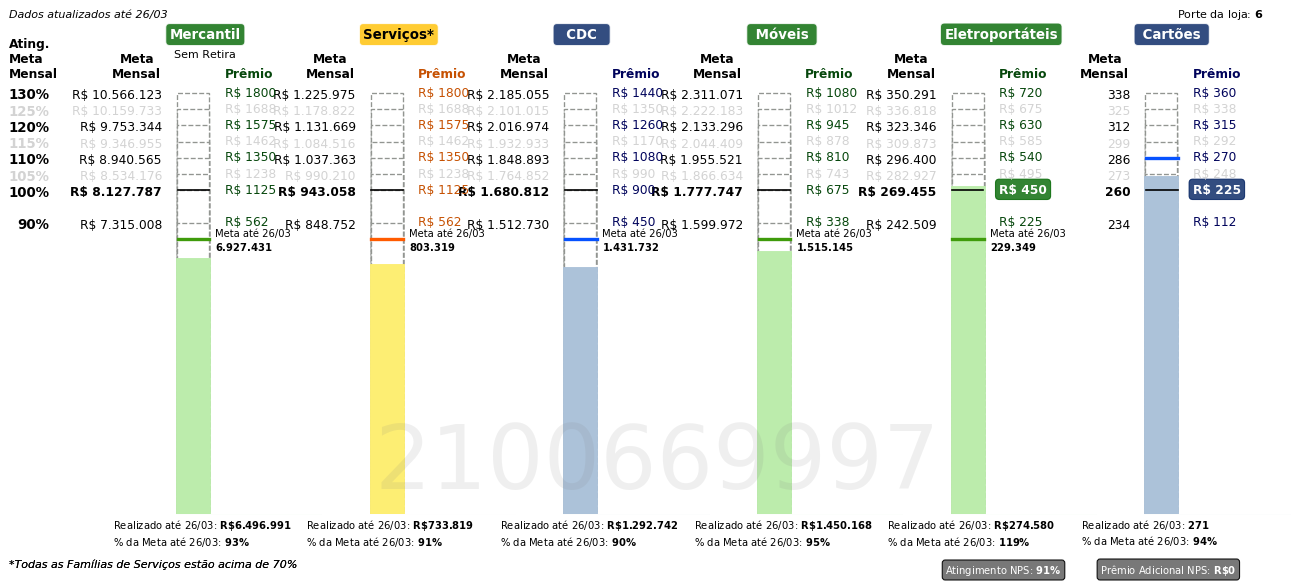 Dados atualizados até 26/03 Porte da loja: 6
Mercantil Serviços* CDC Móveis Eletroportáteis Cartões
Sem Retira
Ating. Meta Mensal Meta Mensal Prêmio Meta Mensal Prêmio Meta Mensal Prêmio Meta Mensal Prêmio Meta Mensal Prêmio Meta Mensal Prêmio
130% R$ 10.566.123 R$ 1800 R$ 1.225.975 R$ 1800 R$ 2.185.055 R$ 1440 R$ 2.311.071 R$ 1080 R$ 350.291 R$ 720 338 R$ 360
125% R$ 10.159.733 R$ 1688 R$ 1.178.822 R$ 1688 R$ 2.101.015 R$ 1350 R$ 2.222.183 R$ 1012 R$ 336.818 R$ 675 325 R$ 338
120% R$ 9.753.344 R$ 1575 R$ 1.131.669 R$ 1575 R$ 2.016.974 R$ 1260 R$ 2.133.296 R$ 945 R$ 323.346 R$ 630 312 R$ 315
115% R$ 9.346.955 R$ 1462 R$ 1.084.516 R$ 1462 R$ 1.932.933 R$ 1170 R$ 2.044.409 R$ 878 R$ 309.873 R$ 585 299 R$ 292
110% R$ 8.940.565 R$ 1350 R$ 1.037.363 R$ 1350 R$ 1.848.893 R$ 1080 R$ 1.955.521 R$ 810 R$ 296.400 R$ 540 286 R$ 270
105% R$ 8.534.176 R$ 1238 R$ 990.210 R$ 1238 R$ 1.764.852 R$ 990 R$ 1.866.634 R$ 743 R$ 282.927 R$ 495 273 R$ 248
100% R$ 8.127.787 R$ 1125 R$ 943.058 R$ 1125 R$ 1.680.812 R$ 900 R$ 1.777.747 R$ 675 R$ 269.455 R$ 450 260 R$ 225
90% R$ 7.315.008 R$ 562 R$ 848.752 R$ 562 R$ 1.512.730 R$ 450 R$ 1.599.972 R$ 338 R$ 242.509 R$ 225 234 R$ 112
Meta até 26/03 Meta até 26/03 Meta até 26/03 Meta até 26/03 Meta até 26/03
6.927.431 803.319 1.431.732 1.515.145 229.349
2100669997
Realizado até 26/03: R$6.496.991 Realizado até 26/03: R$733.819 Realizado até 26/03: R$1.292.742 Realizado até 26/03: R$1.450.168 Realizado até 26/03: R$274.580 Realizado até 26/03: 271
% da Meta até 26/03: 93% % da Meta até 26/03: 91% % da Meta até 26/03: 90% % da Meta até 26/03: 95% % da Meta até 26/03: 119% % da Meta até 26/03: 94%
*Todas as Famílias de Serviços estão acima de 70% Atingimento NPS: 91% Prêmio Adicional NPS: R$0